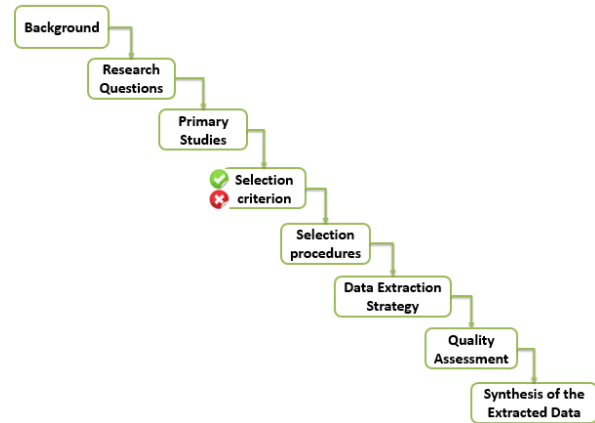 Background
Research
Questions
Primary
Studies
Selection
criterion
Selection
procedures
Data Extraction
Strategy
Quality
Assessment
Synthesis of the
Extracted Data